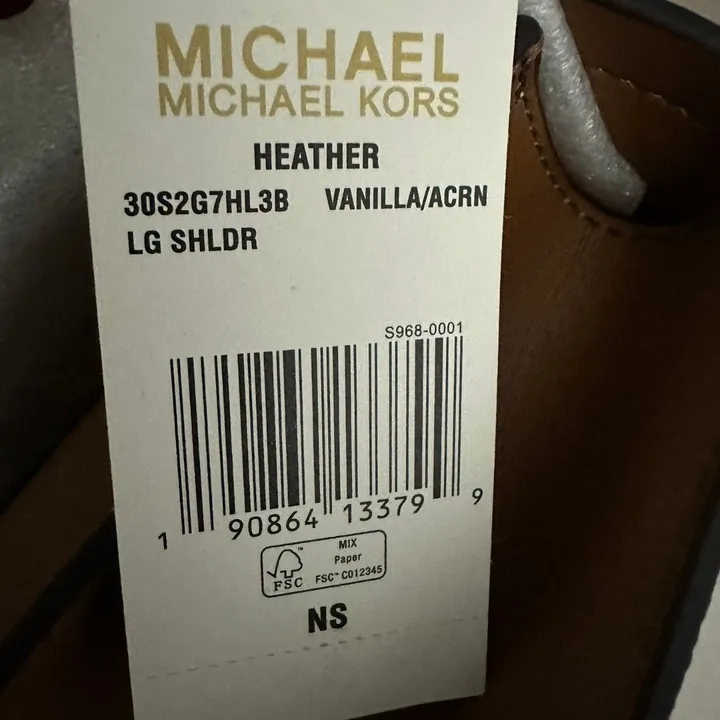 MICHAEL
MICHAEL KORS
HEATHER
30S2G7HL3B VANILLA/ACRN
LG SHLDR
S968-0001
1 90864 13379 9
MIX
Paper
FSC™ C012345
FSC
NS